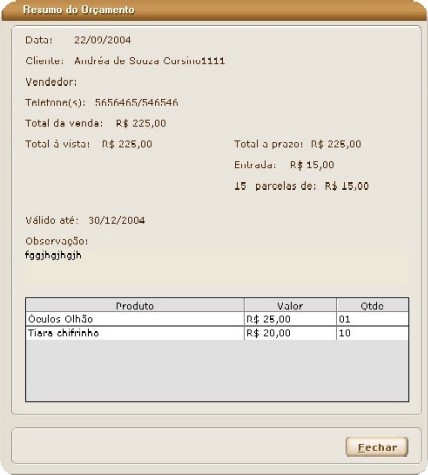 Resumo do Orçamento
Data: 22/09/2004
Cliente: Andréa de Souza Cursino1111
Vendedor:
Telefone(s): 5656465/546546
Total da venda: R$ 225,00
Total à vista: R$ 225,00 Total a prazo: R$ 225,00
Entrada: R$ 15,00
15 parcelas de: R$ 15,00
Válido até: 30/12/2004
Observação:
fggjhgjhgjh
Produto Valor Qtde
Óculos Olhão R$ 25,00 01
Tiara chifrinho R$ 20,00 10
Fechar